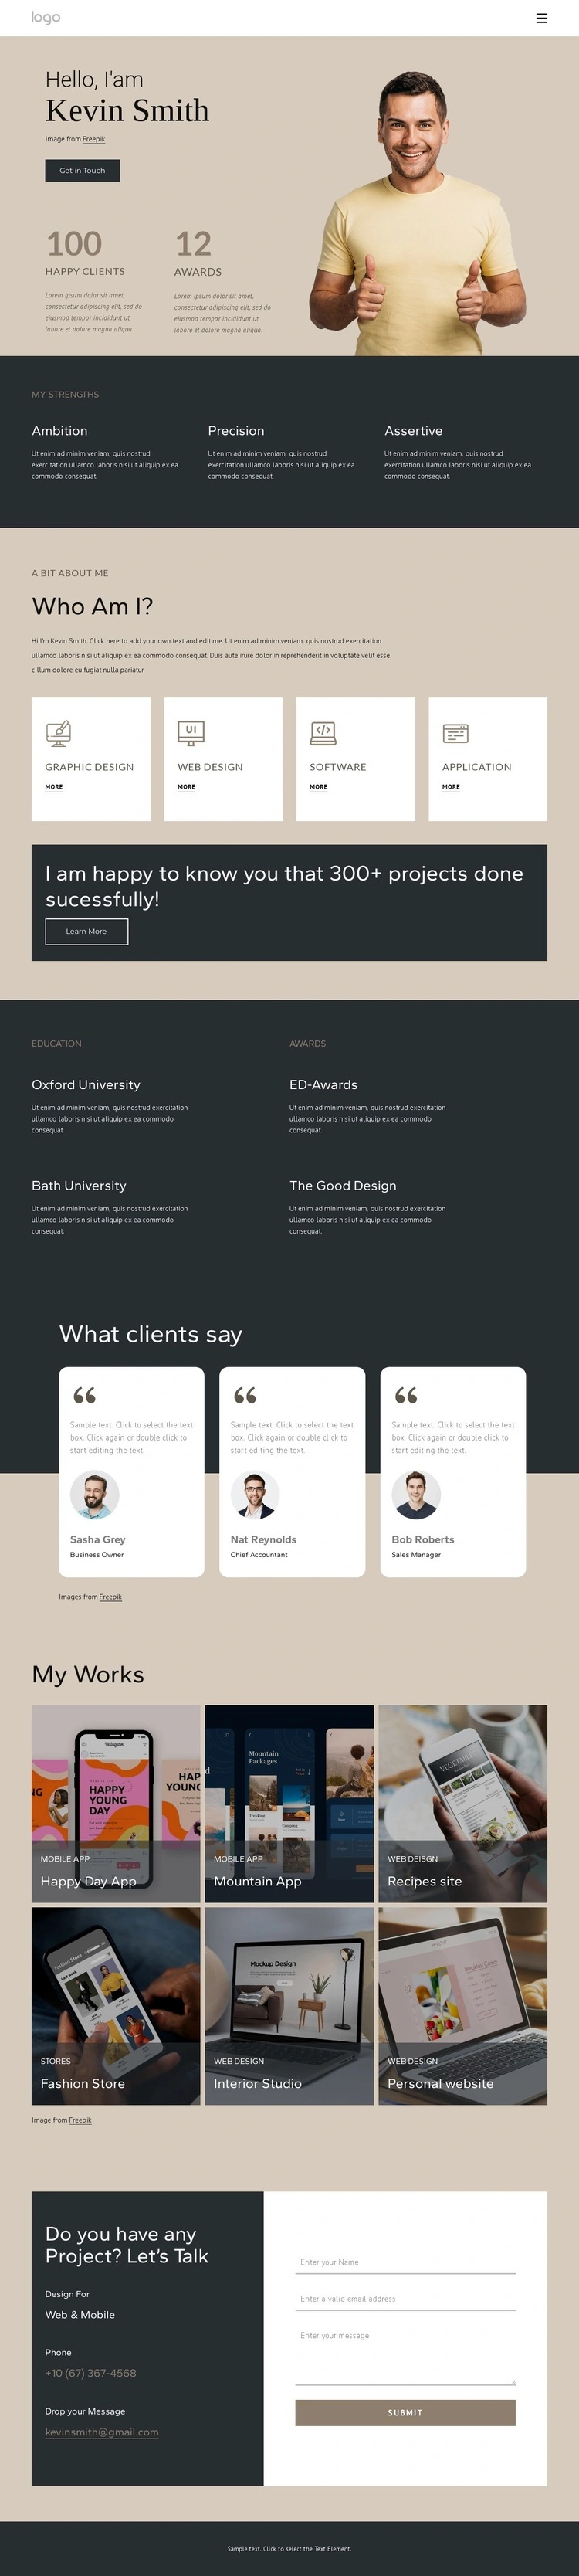 logo
Hello, I'am
Kevin Smith
Image from Freepik
Get in Touch
100
HAPPY CLIENTS
Lorem ipsum dolor sit amet,
consectetur adipiscing elit, sed do
eiusmod tempor incididunt ut
labore et dolore magna aliqua.
12
AWARDS
Lorem ipsum dolor sit amet,
consectetur adipiscing elit, sed do
eiusmod tempor incididunt ut
labore et dolore magna aliqua.
MY STRENGTHS
Ambition
Ut enim ad minim veniam, quis nostrud
exercitation ullamco laboris nisi ut aliquip ex ea
commodo consequat.
Precision
Ut enim ad minim veniam, quis nostrud
exercitation ullamco laboris nisi ut aliquip ex ea
commodo consequat.
Assertive
Ut enim ad minim veniam, quis nostrud
exercitation ullamco laboris nisi ut aliquip ex ea
commodo consequat.
A BIT ABOUT ME
Who Am I?
Hi I'm Kevin Smith. Click here to add your own text and edit me. Ut enim ad minim veniam, quis nostrud exercitation
ullamco laboris nisi ut aliquip ex ea commodo consequat. Duis aute irure dolor in reprehenderit in voluptate velit esse
cillum dolore eu fugiat nulla pariatur.
GRAPHIC DESIGN
MORE
UI
WEB DESIGN
MORE
</>
SOFTWARE
MORE
APPLICATION
MORE
I am happy to know you that 300+ projects done
sucessfully!
Learn More
EDUCATION
Oxford University
Ut enim ad minim veniam, quis nostrud exercitation
ullamco laboris nisi ut aliquip ex ea commodo
consequat.
Bath University
Ut enim ad minim veniam, quis nostrud exercitation
ullamco laboris nisi ut aliquip ex ea commodo
consequat.
AWARDS
ED-Awards
Ut enim ad minim veniam, quis nostrud exercitation
ullamco laboris nisi ut aliquip ex ea commodo
consequat.
The Good Design
Ut enim ad minim veniam, quis nostrud exercitation
ullamco laboris nisi ut aliquip ex ea commodo
consequat.
What clients say
“
Sample text. Click to select the text
box. Click again or double click to
start editing the text.
Sasha Grey
Business Owner
“
Sample text. Click to select the text
box. Click again or double click to
start editing the text.
Nat Reynolds
Chief Accountant
“
Sample text. Click to select the text
box. Click again or double click to
start editing the text.
Bob Roberts
Sales Manager
Images from Freepik
My Works
Instagram
HAPPY
YOUNG
DAY
MOBILE APP
Happy Day App
Mountain
Packages
MOBILE APP
Mountain App
VEGETABLE
WEB DEISGN
Recipes site
Fashion Store
STORES
Fashion Store
Mockup Design
WEB DESIGN
Interior Studio
WEB DESIGN
Personal website
Image from Freepik
Do you have any
Project? Let’s Talk
Design For
Web & Mobile
Phone
+10 (67) 367-4568
Drop your Message
kevinsmith@gmail.com
Enter your Name
Enter a valid email address
Enter your message
SUBMIT
Sample text. Click to select the Text Element.